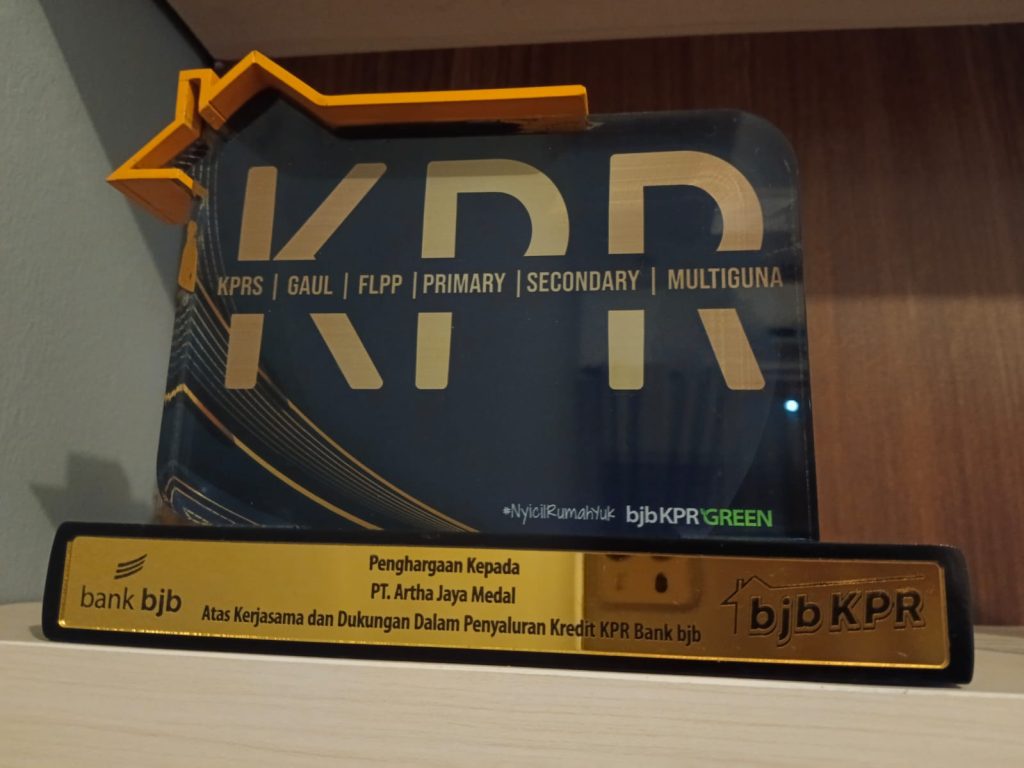 KPR
KPRS | GAUL | FLPP | PRIMARY | SECONDARY | MULTIGUNA
#NyicilRumahYuk bjb KPR GREEN
bank bjb
Penghargaan Kepada
PT. Artha Jaya Medal
Atas Kerjasama dan Dukungan Dalam Penyaluran Kredit KPR Bank bjb
bjb KPR